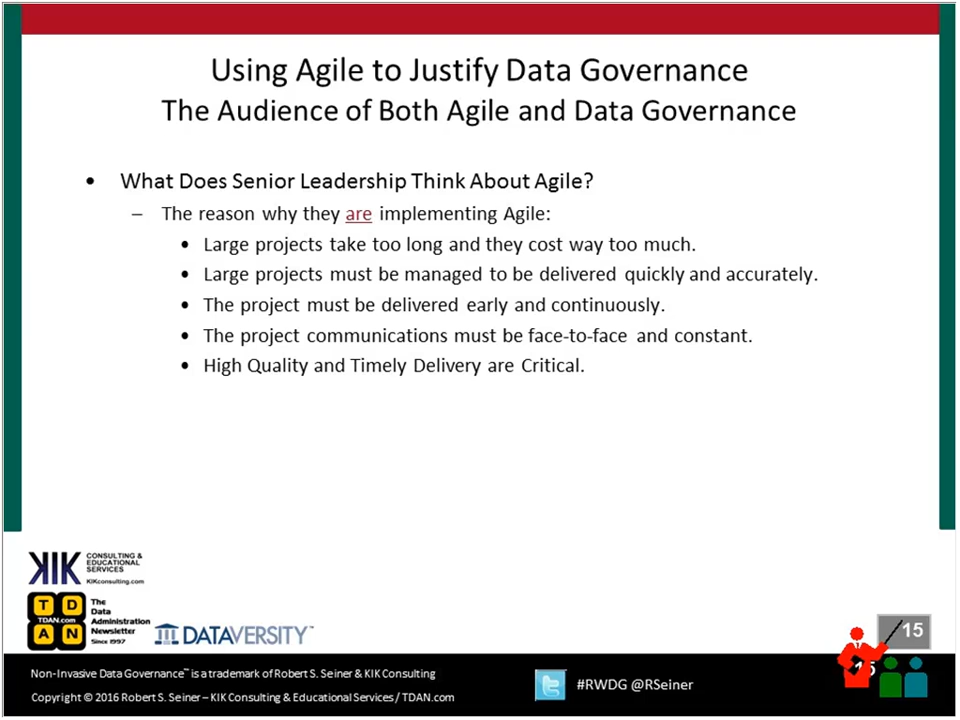 Using Agile to Justify Data Governance
The Audience of Both Agile and Data Governance
• What Does Senior Leadership Think About Agile?
– The reason why they are implementing Agile:
• Large projects take too long and they cost way too much.
• Large projects must be managed to be delivered quickly and accurately.
• The project must be delivered early and continuously.
• The project communications must be face-to-face and constant.
• High Quality and Timely Delivery are Critical.
KIK
CONSULTING &
EDUCATIONAL
SERVICES
KIKconsulting.com
T D
TDAN.com
A N
The
Data
Administration
Newsletter
Since 1997
DATAVERSITY™
15
15
Non-Invasive Data Governance™ is a trademark of Robert S. Seiner & KIK Consulting
Copyright © 2016 Robert S. Seiner – KIK Consulting & Educational Services / TDAN.com
#RWDG @RSeiner